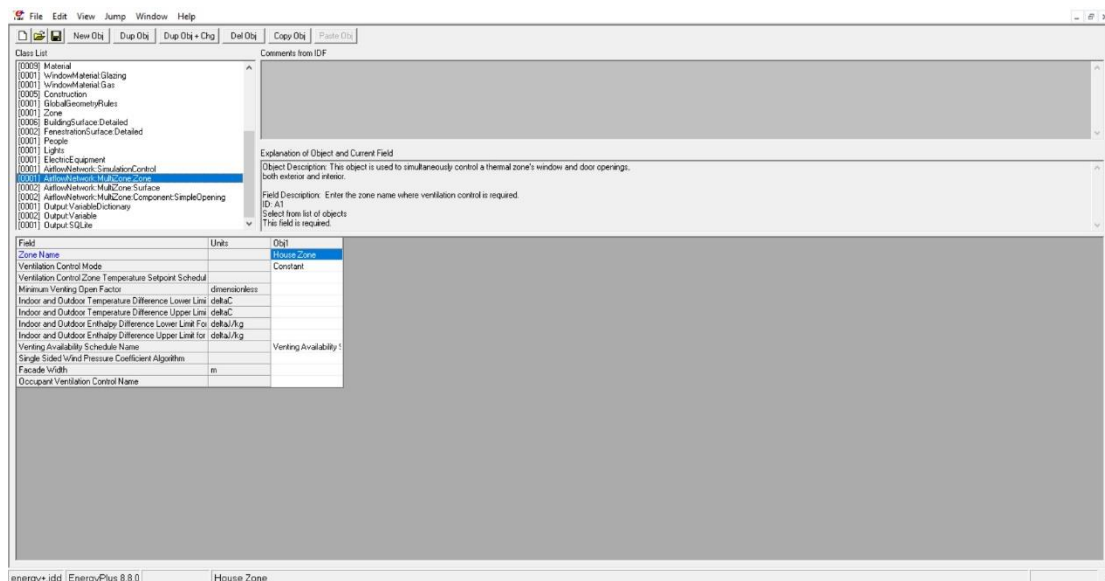 File Edit View Jump Window Help
New Obj Dup Obj Dup Obj + Chg Del Obj Copy Obj Paste Obj
Class List
[0009] Material
[0001] WindowMaterial:Glazing
[0001] WindowMaterial:Gas
[0005] Construction
[0001] GlobalGeometryRules
[0001] Zone
[0006] BuildingSurface:Detailed
[0002] FenestrationSurface:Detailed
[0001] People
[0001] Lights
[0001] ElectricEquipment
[0001] AirflowNetwork:SimulationControl
[0001] AirflowNetwork:MultiZone:Zone
[0002] AirflowNetwork:MultiZone:Surface
[0002] AirflowNetwork:MultiZone:Component:SimpleOpening
[0001] Output:VariableDictionary
[0002] Output:Variable
[0001] Output:SQLite
Comments from IDF
Explanation of Object and Current Field
Object Description: This object is used to simultaneously control a thermal zone's window and door openings,
both exterior and interior.
Field Description: Enter the zone name where ventilation control is required.
ID: A1
Select from list of objects
This field is required.
Field Units Obj1
Zone Name House Zone
Ventilation Control Mode Constant
Ventilation Control Zone Temperature Setpoint Schedul
Minimum Venting Open Factor dimensionless
Indoor and Outdoor Temperature Difference Lower Limi deltaC
Indoor and Outdoor Temperature Difference Upper Limi deltaC
Indoor and Outdoor Enthalpy Difference Lower Limit For deltaJ/kg
Indoor and Outdoor Enthalpy Difference Upper Limit for deltaJ/kg
Venting Availability Schedule Name Venting Availability S
Single Sided Wind Pressure Coefficient Algorithm
Facade Width m
Occupant Ventilation Control Name
energy+.idd EnergyPlus 8.8.0 House Zone